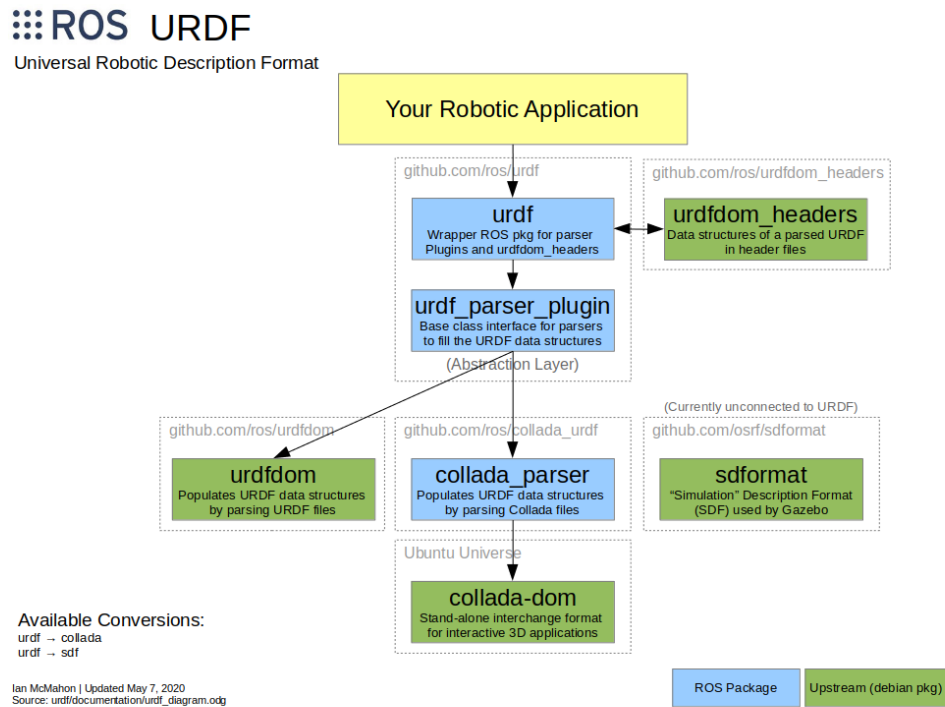 ROS URDF
Universal Robotic Description Format
Your Robotic Application
github.com/ros/urdf
urdf
Wrapper ROS pkg for parser
Plugins and urdfdom_headers
github.com/ros/urdfdom_headers
urdfdom_headers
Data structures of a parsed URDF
in header files
urdf_parser_plugin
Base class interface for parsers
to fill the URDF data structures
(Abstraction Layer)
github.com/ros/urdfdom
urdfdom
Populates URDF data structures
by parsing URDF files
github.com/ros/collada_urdf
collada_parser
Populates URDF data structures
by parsing Collada files
(Currently unconnected to URDF)
github.com/osrf/sdformat
sdformat
“Simulation” Description Format
(SDF) used by Gazebo
Ubuntu Universe
collada-dom
Stand-alone interchange format
for interactive 3D applications
Available Conversions:
urdf → collada
urdf → sdf
Ian McMahon | Updated May 7, 2020
Source: urdf/documentation/urdf_diagram.odg
ROS Package
Upstream (debian pkg)